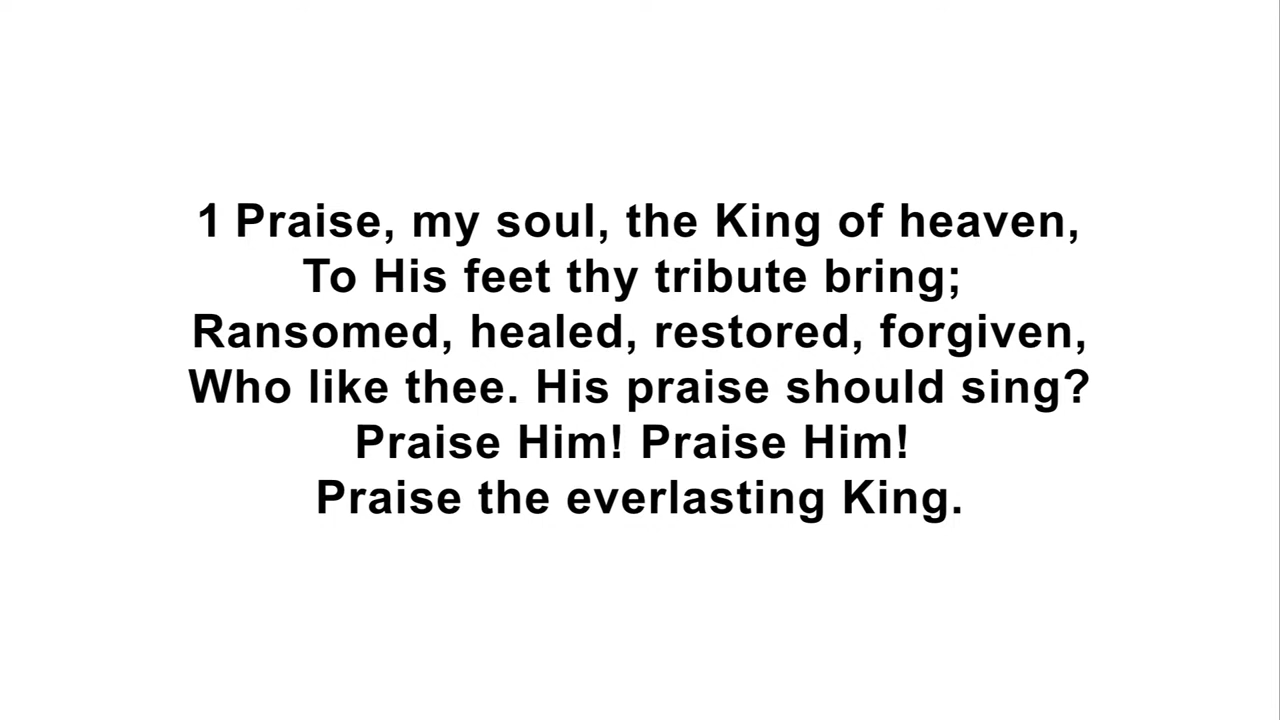 1 Praise, my soul, the King of heaven,
To His feet thy tribute bring;
Ransomed, healed, restored, forgiven,
Who like thee. His praise should sing?
Praise Him! Praise Him!
Praise the everlasting King.